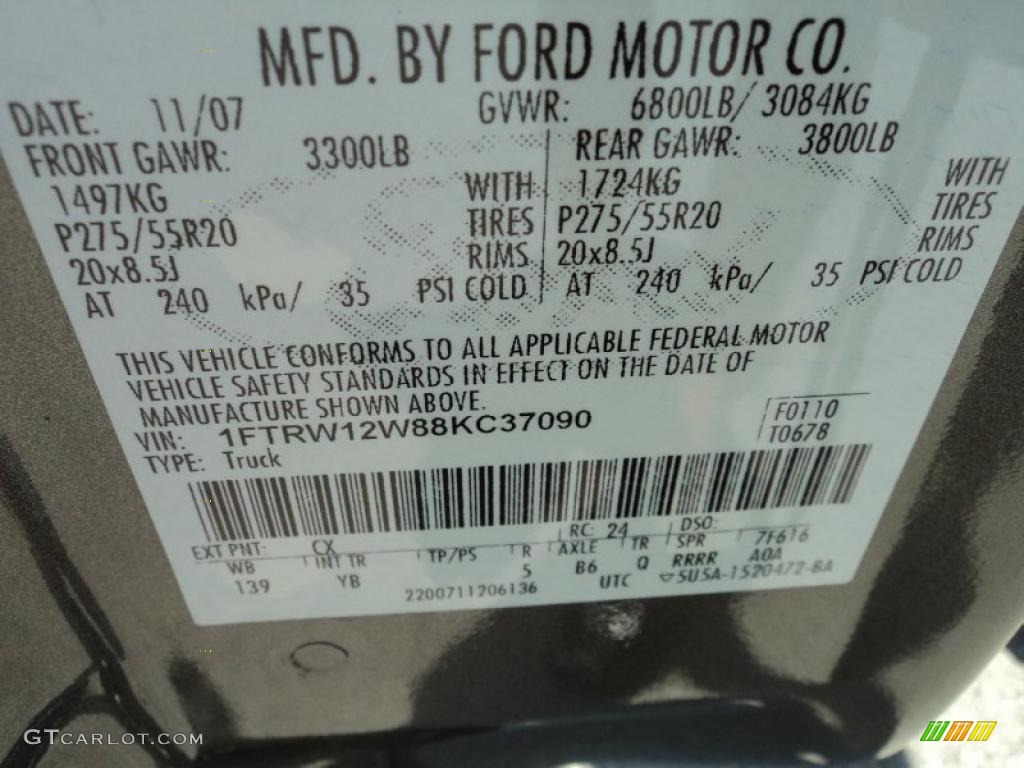 MFD. BY FORD MOTOR CO.
DATE: 11/07 GVWR: 6800LB/ 3084KG
FRONT GAWR: 3300LB REAR GAWR: 3800LB
1497KG WITH 1724KG WITH
P275/55R20 TIRES P275/55R20 TIRES
20x8.5J RIMS 20x8.5J RIMS
AT 240 kPa/ 35 PSI COLD AT 240 kPa/ 35 PSI COLD
THIS VEHICLE CONFORMS TO ALL APPLICABLE FEDERAL MOTOR
VEHICLE SAFETY STANDARDS IN EFFECT ON THE DATE OF
MANUFACTURE SHOWN ABOVE.
VIN: 1FTRW12W88KC37090 F0110
TYPE: Truck T0678
EXT PNT: CX RC: 24 DSO: 7F616
WB INT TR TP/PS R AXLE TR SPR A0A
139 YB 5 B6 Q RRRR
2200711206136 UTC 5U5A-1520472-BA
GTCARLOT.COM